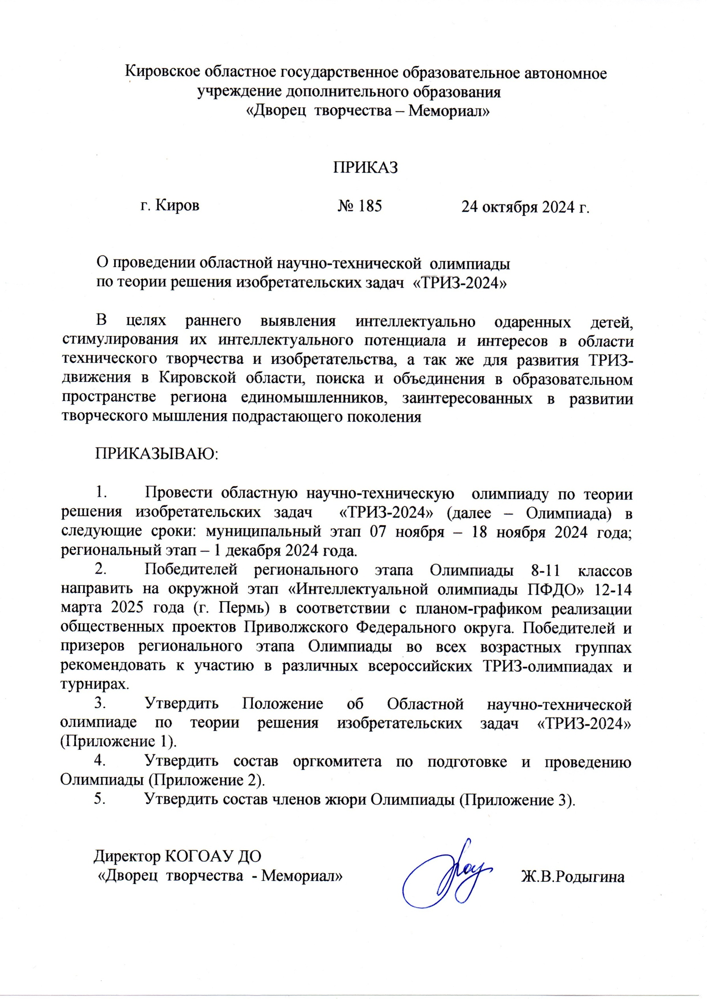 Кировское областное государственное образовательное автономное
учреждение дополнительного образования
«Дворец творчества – Мемориал»
ПРИКАЗ
г. Киров № 185 24 октября 2024 г.
О проведении областной научно-технической олимпиады
по теории решения изобретательских задач «ТРИЗ-2024»
В целях раннего выявления интеллектуально одаренных детей,
стимулирования их интеллектуального потенциала и интересов в области
технического творчества и изобретательства, а так же для развития ТРИЗ-
движения в Кировской области, поиска и объединения в образовательном
пространстве региона единомышленников, заинтересованных в развитии
творческого мышления подрастающего поколения
ПРИКАЗЫВАЮ:
1. Провести областную научно-техническую олимпиаду по теории
решения изобретательских задач «ТРИЗ-2024» (далее – Олимпиада) в
следующие сроки: муниципальный этап 07 ноября – 18 ноября 2024 года;
региональный этап – 1 декабря 2024 года.
2. Победителей регионального этапа Олимпиады 8-11 классов
направить на окружной этап «Интеллектуальной олимпиады ПФДО» 12-14
марта 2025 года (г. Пермь) в соответствии с планом-графиком реализации
общественных проектов Приволжского Федерального округа. Победителей и
призеров регионального этапа Олимпиады во всех возрастных группах
рекомендовать к участию в различных всероссийских ТРИЗ-олимпиадах и
турнирах.
3. Утвердить Положение об Областной научно-технической
олимпиаде по теории решения изобретательских задач «ТРИЗ-2024»
(Приложение 1).
4. Утвердить состав оргкомитета по подготовке и проведению
Олимпиады (Приложение 2).
5. Утвердить состав членов жюри Олимпиады (Приложение 3).
Директор КОГОАУ ДО
«Дворец творчества - Мемориал» Ж.В.Родыгина